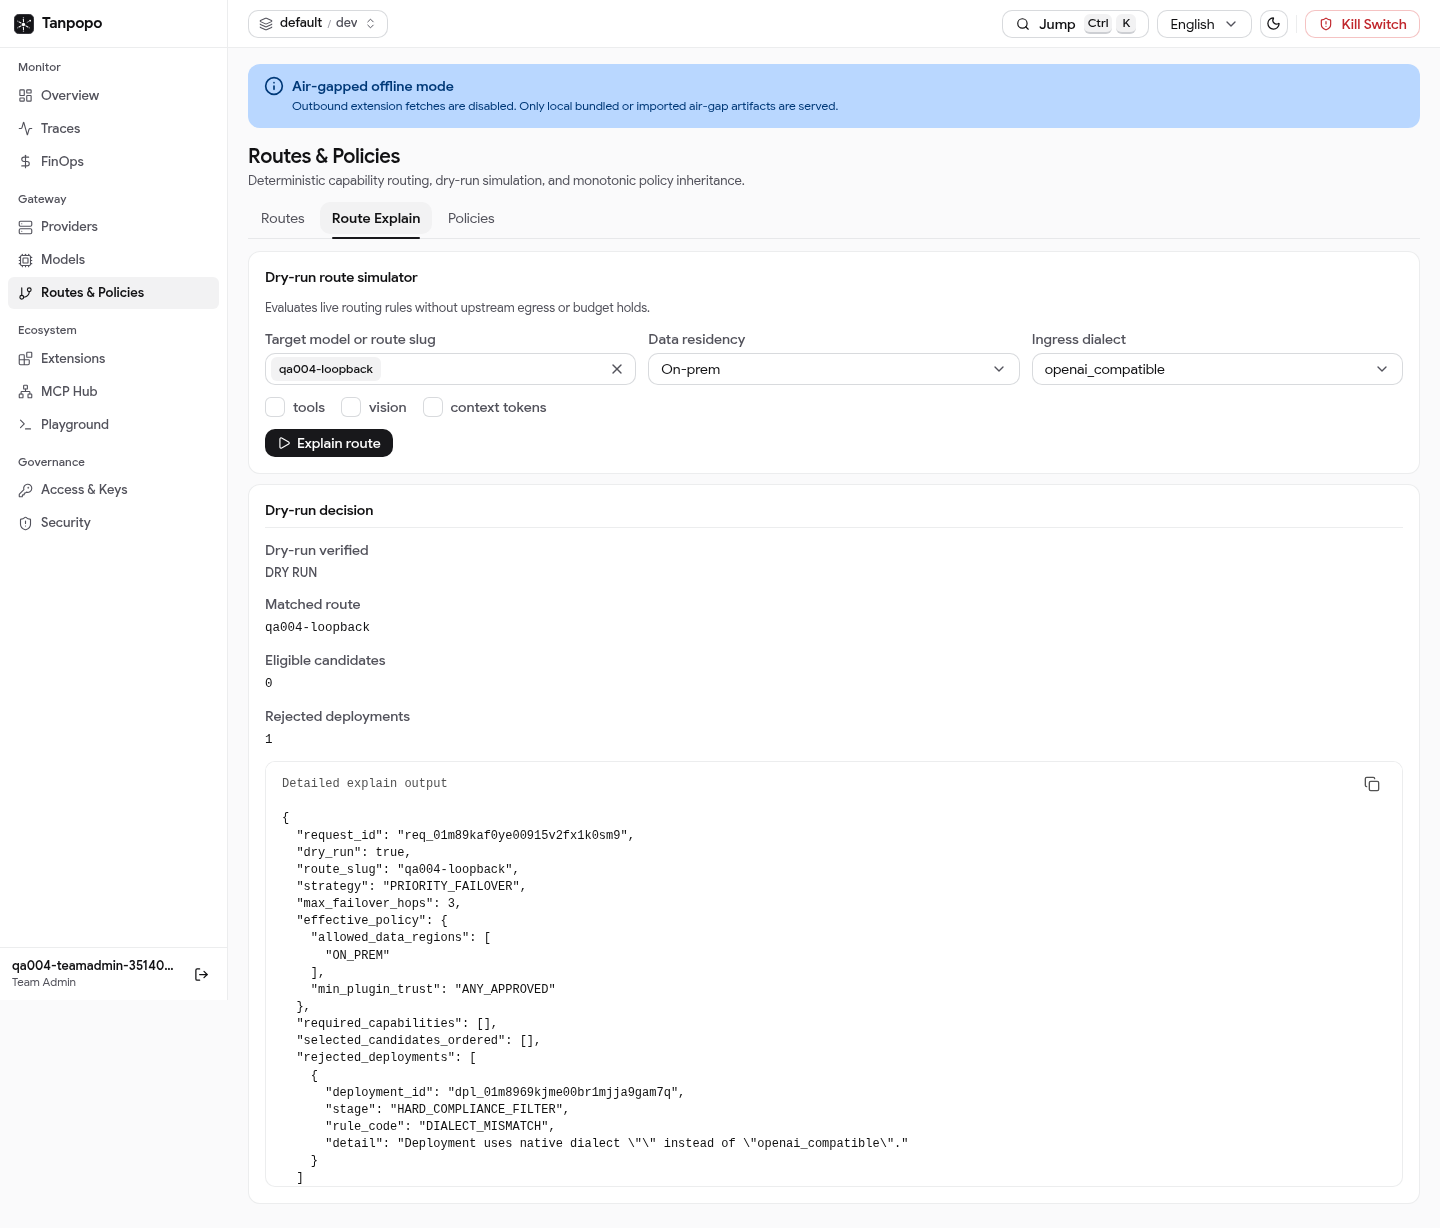 Tanpopo
default / dev
Jump Ctrl K
English
Kill Switch
Monitor
Overview
Traces
FinOps
Gateway
Providers
Models
Routes & Policies
Ecosystem
Extensions
MCP Hub
Playground
Governance
Access & Keys
Security
qa004-teamadmin-35140...
Team Admin
Air-gapped offline mode
Outbound extension fetches are disabled. Only local bundled or imported air-gap artifacts are served.
Routes & Policies
Deterministic capability routing, dry-run simulation, and monotonic policy inheritance.
Routes
Route Explain
Policies
Dry-run route simulator
Evaluates live routing rules without upstream egress or budget holds.
Target model or route slug
qa004-loopback
Data residency
On-prem
Ingress dialect
openai_compatible
tools
vision
context tokens
Explain route
Dry-run decision
Dry-run verified
DRY RUN
Matched route
qa004-loopback
Eligible candidates
0
Rejected deployments
1
Detailed explain output
{
  "request_id": "req_01m89kaf0ye00915v2fx1k0sm9",
  "dry_run": true,
  "route_slug": "qa004-loopback",
  "strategy": "PRIORITY_FAILOVER",
  "max_failover_hops": 3,
  "effective_policy": {
    "allowed_data_regions": [
      "ON_PREM"
    ],
    "min_plugin_trust": "ANY_APPROVED"
  },
  "required_capabilities": [],
  "selected_candidates_ordered": [],
  "rejected_deployments": [
    {
      "deployment_id": "dpl_01m8969kjme00br1mjja9gam7q",
      "stage": "HARD_COMPLIANCE_FILTER",
      "rule_code": "DIALECT_MISMATCH",
      "detail": "Deployment uses native dialect \"\" instead of \"openai_compatible\"."
    }
  ]